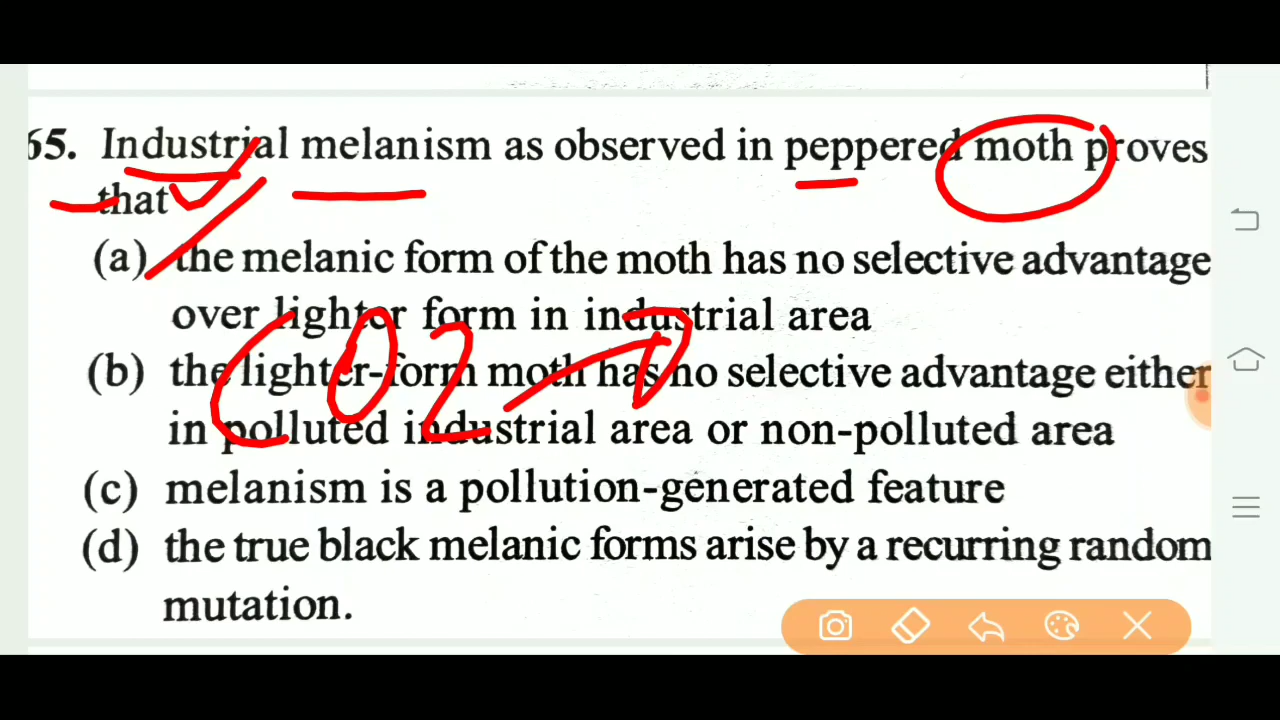 65. Industrial melanism as observed in peppered moth proves
that
(a) the melanic form of the moth has no selective advantage
over lighter form in industrial area
(b) the lighter-form moth has no selective advantage either
in polluted industrial area or non-polluted area
(c) melanism is a pollution-generated feature
(d) the true black melanic forms arise by a recurring random
mutation.
CO2